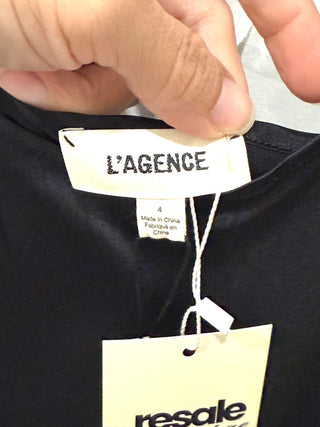 L'AGENCE
4
Made in China
Fabriqué en
Chine
resale